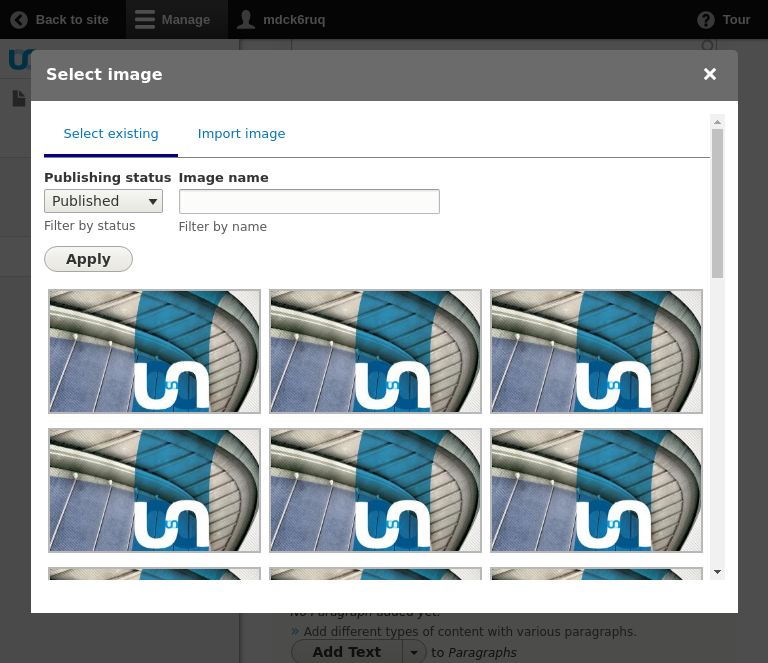 Back to site
Manage
mdck6ruq
Tour
Select image
Select existing
Import image
Publishing status
Image name
Published
Filter by status
Filter by name
Apply
No Paragraph added yet.
» Add different types of content with various paragraphs.
Add Text
to Paragraphs